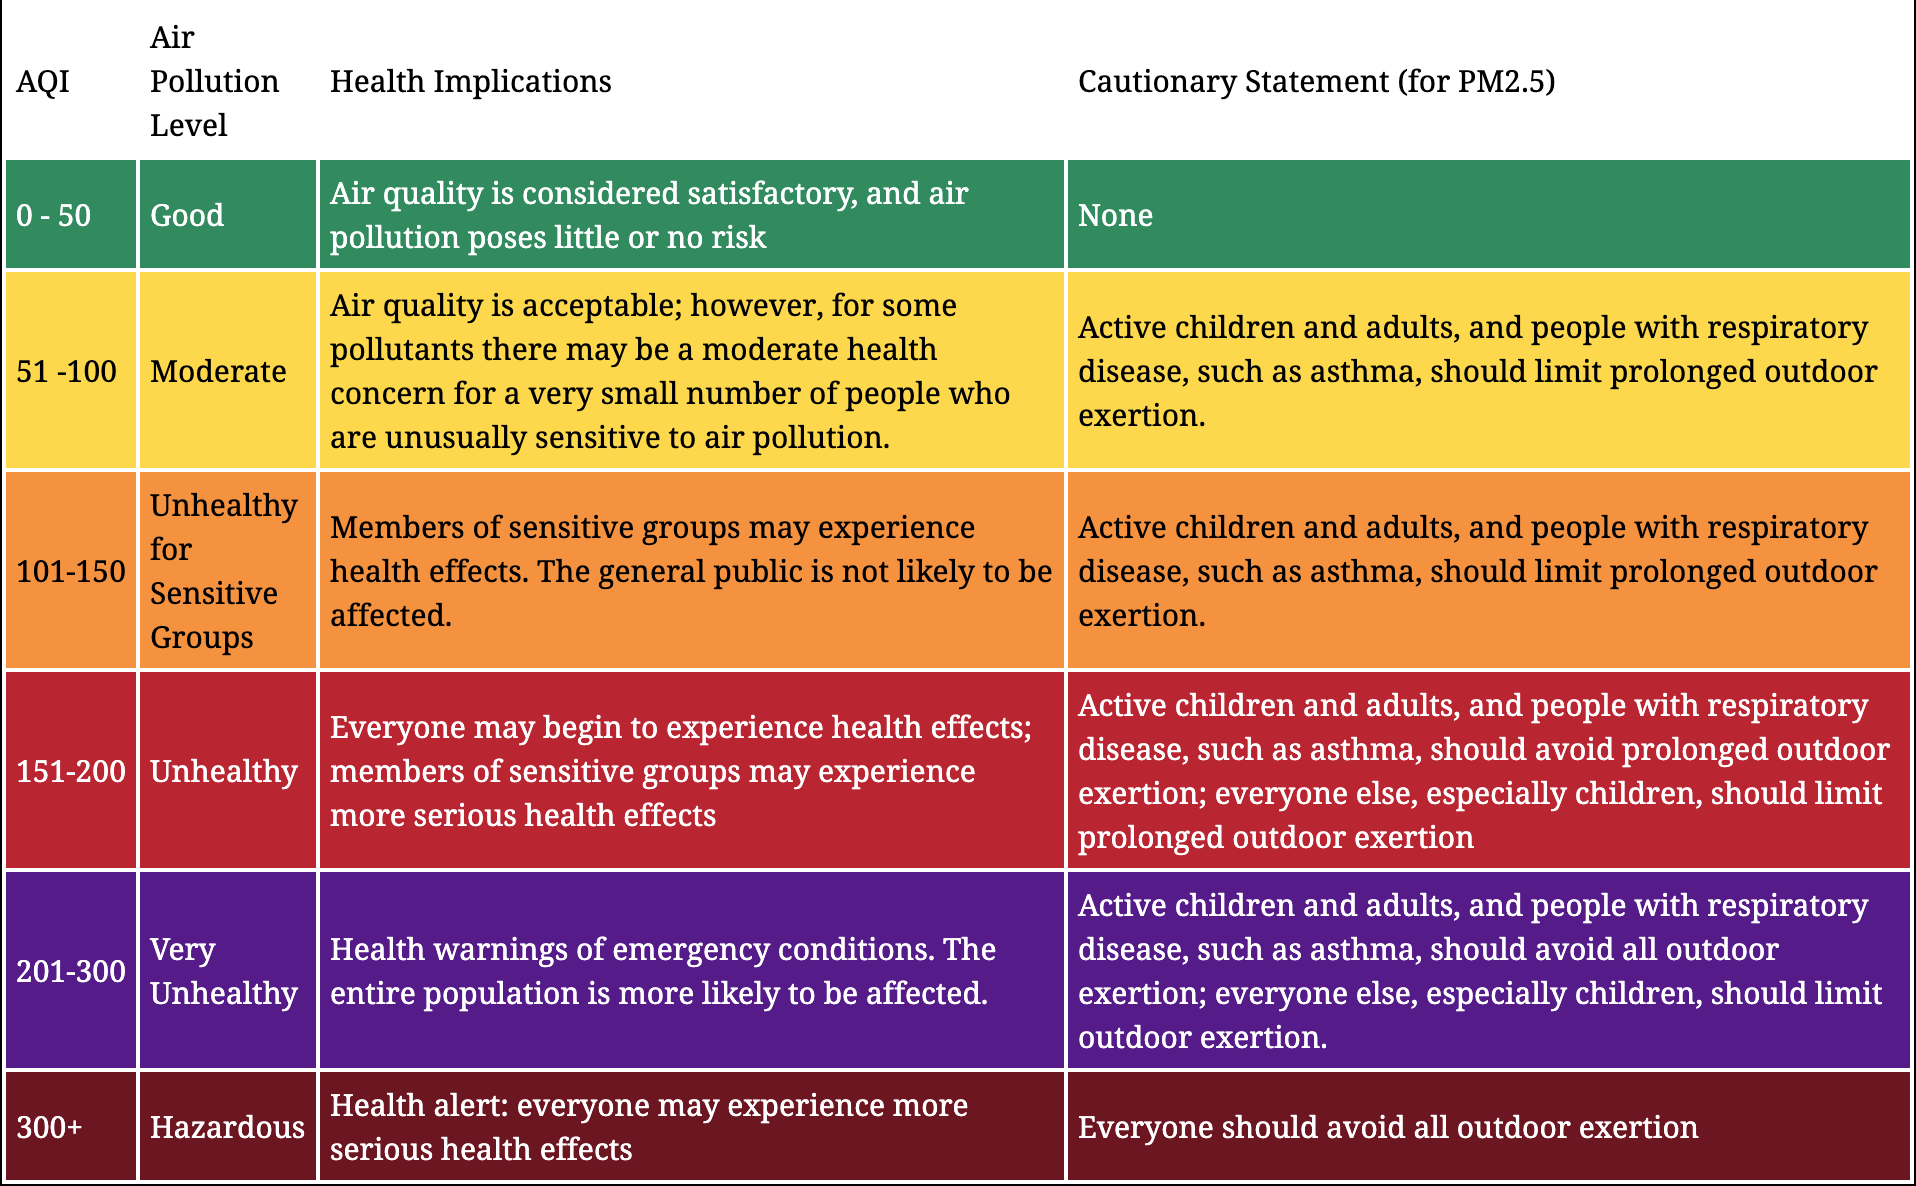 AQI
Air
Pollution
Level
Health Implications
Cautionary Statement (for PM2.5)
0 - 50
Good
Air quality is considered satisfactory, and air
pollution poses little or no risk
None
51 -100
Moderate
Air quality is acceptable; however, for some
pollutants there may be a moderate health
concern for a very small number of people who
are unusually sensitive to air pollution.
Active children and adults, and people with respiratory
disease, such as asthma, should limit prolonged outdoor
exertion.
101-150
Unhealthy
for
Sensitive
Groups
Members of sensitive groups may experience
health effects. The general public is not likely to be
affected.
Active children and adults, and people with respiratory
disease, such as asthma, should limit prolonged outdoor
exertion.
151-200
Unhealthy
Everyone may begin to experience health effects;
members of sensitive groups may experience
more serious health effects
Active children and adults, and people with respiratory
disease, such as asthma, should avoid prolonged outdoor
exertion; everyone else, especially children, should limit
prolonged outdoor exertion
201-300
Very
Unhealthy
Health warnings of emergency conditions. The
entire population is more likely to be affected.
Active children and adults, and people with respiratory
disease, such as asthma, should avoid all outdoor
exertion; everyone else, especially children, should limit
outdoor exertion.
300+
Hazardous
Health alert: everyone may experience more
serious health effects
Everyone should avoid all outdoor exertion